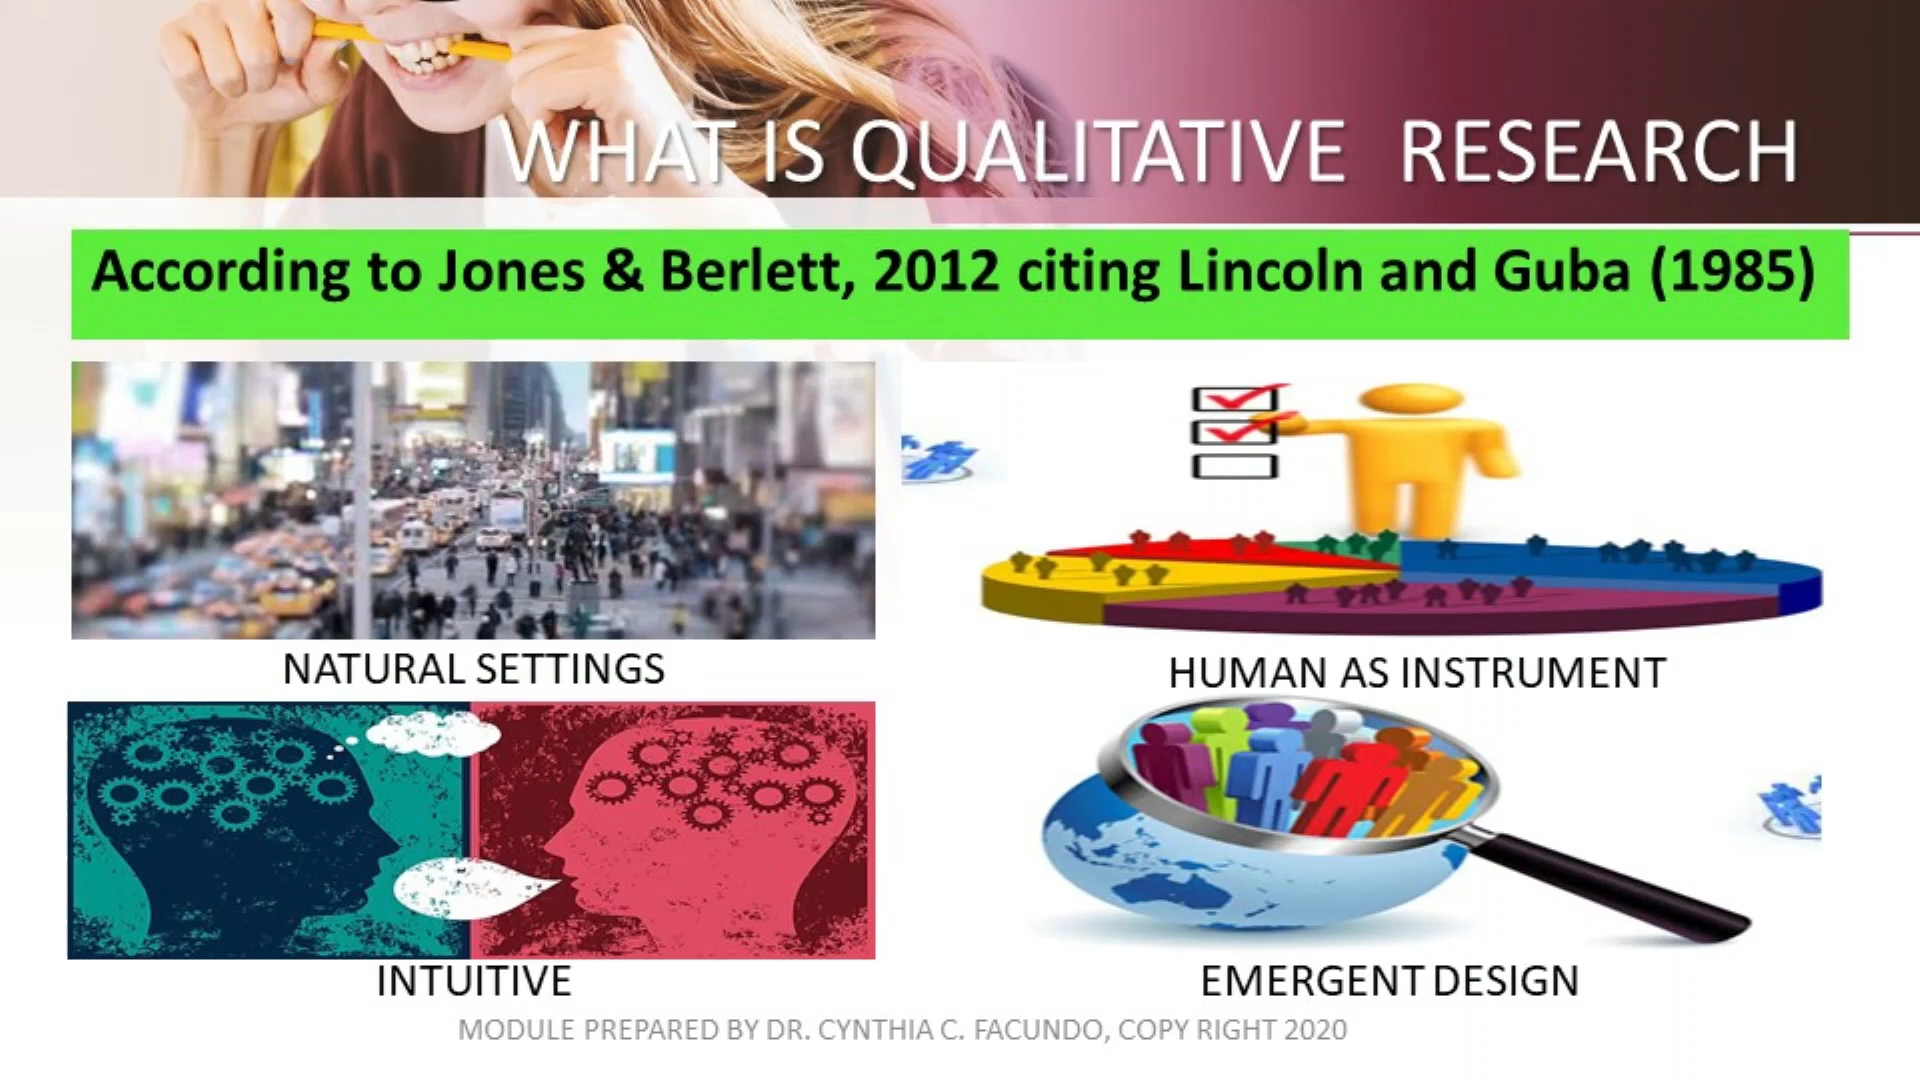 WHAT IS QUALITATIVE RESEARCH
According to Jones & Berlett, 2012 citing Lincoln and Guba (1985)
NATURAL SETTINGS
HUMAN AS INSTRUMENT
INTUITIVE
EMERGENT DESIGN
MODULE PREPARED BY DR. CYNTHIA C. FACUNDO, COPY RIGHT 2020